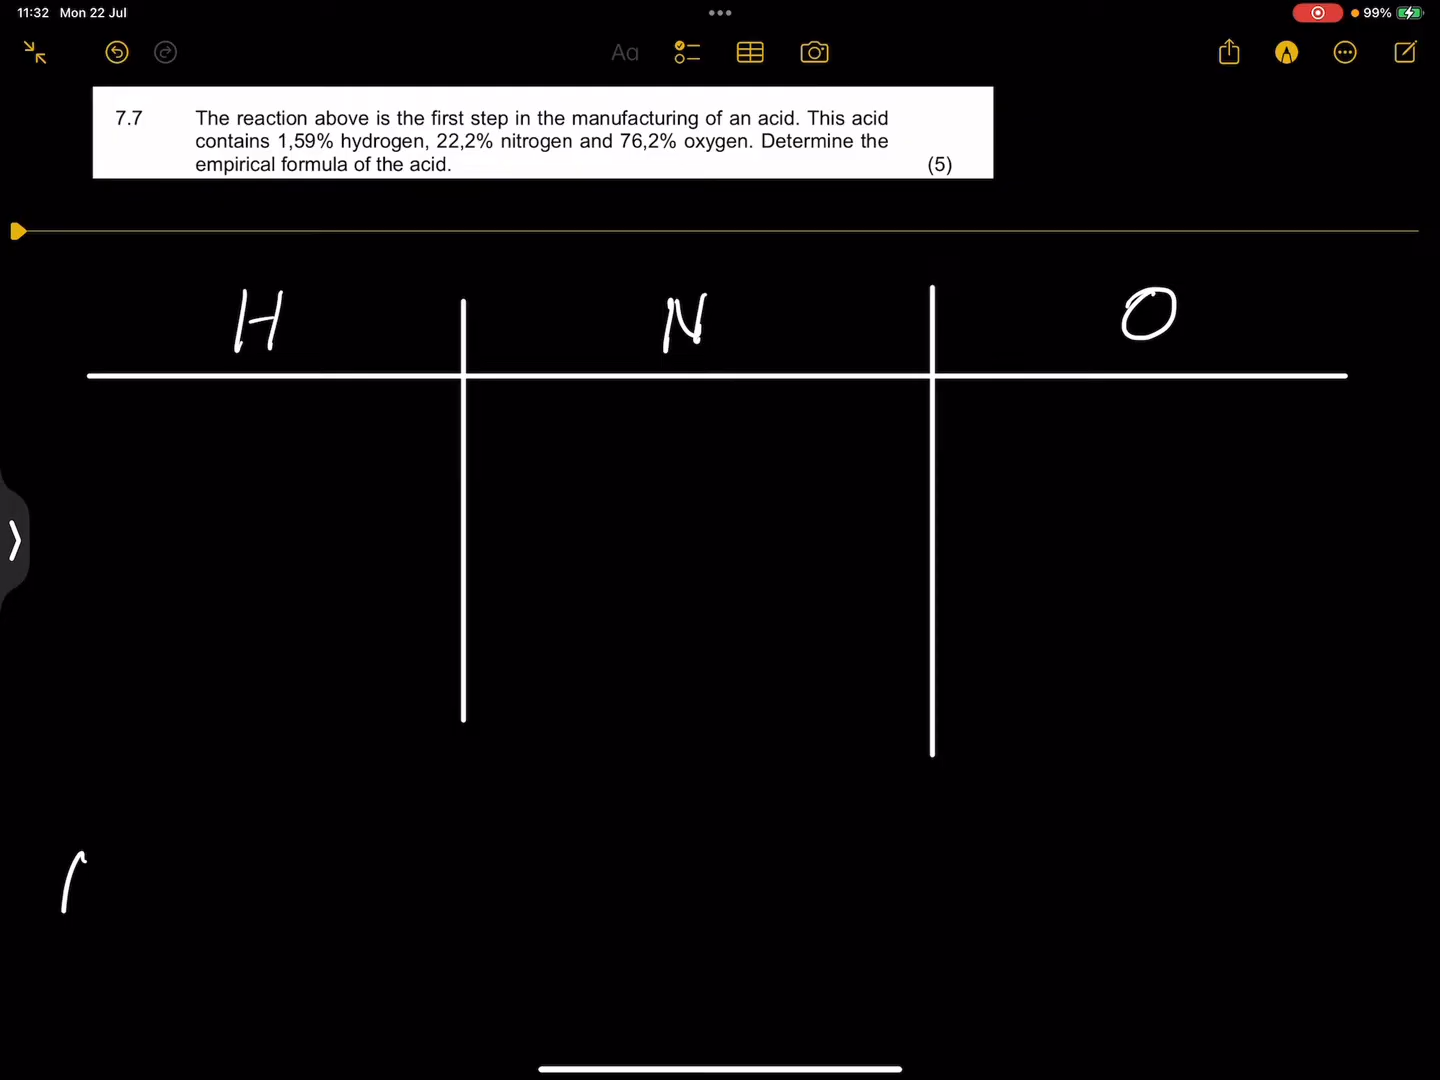 11:32 Mon 22 Jul
99%
Aa
7.7 The reaction above is the first step in the manufacturing of an acid. This acid
contains 1,59% hydrogen, 22,2% nitrogen and 76,2% oxygen. Determine the
empirical formula of the acid. (5)
H N O